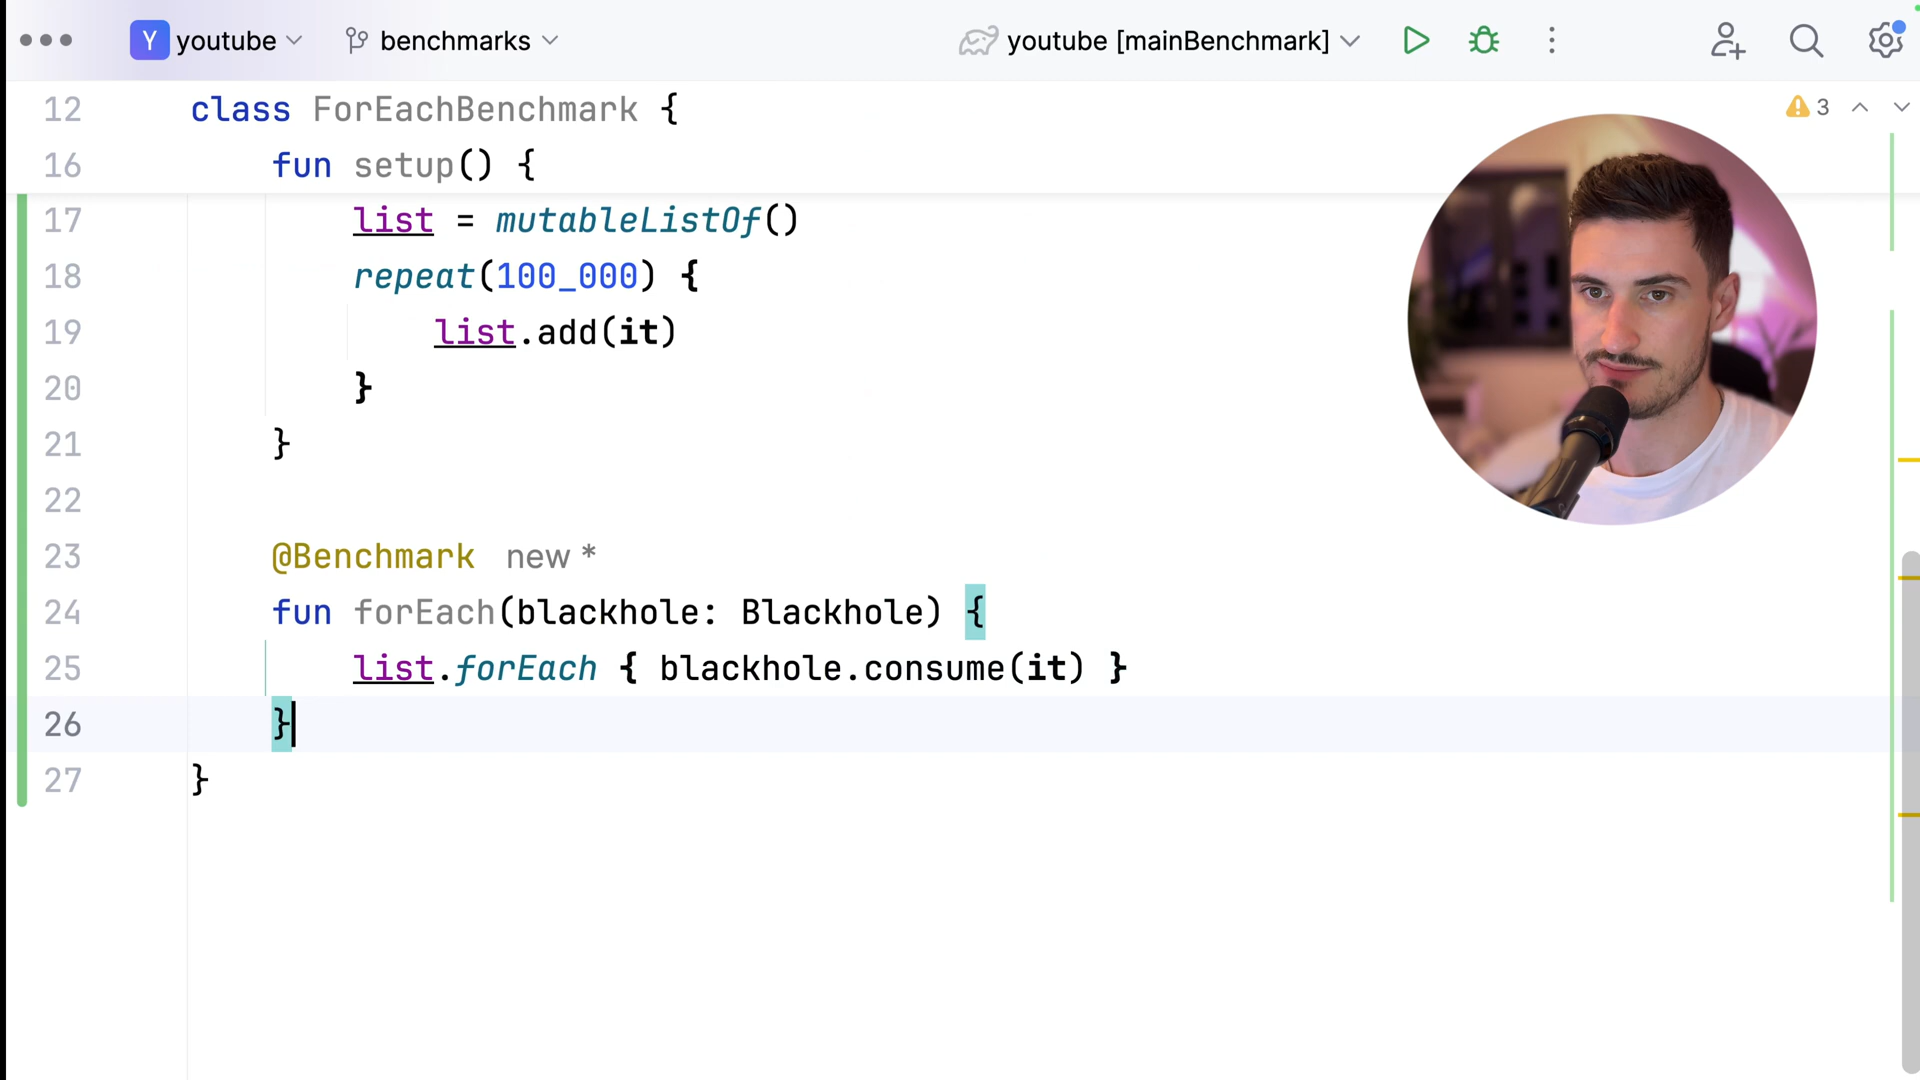 Y youtube benchmarks youtube [mainBenchmark]
12 class ForEachBenchmark { 3
16 fun setup() {
17 list = mutableListOf()
18 repeat(100_000) {
19 list.add(it)
20 }
21 }
22
23 @Benchmark new *
24 fun forEach(blackhole: Blackhole) {
25 list.forEach { blackhole.consume(it) }
26 }
27 }